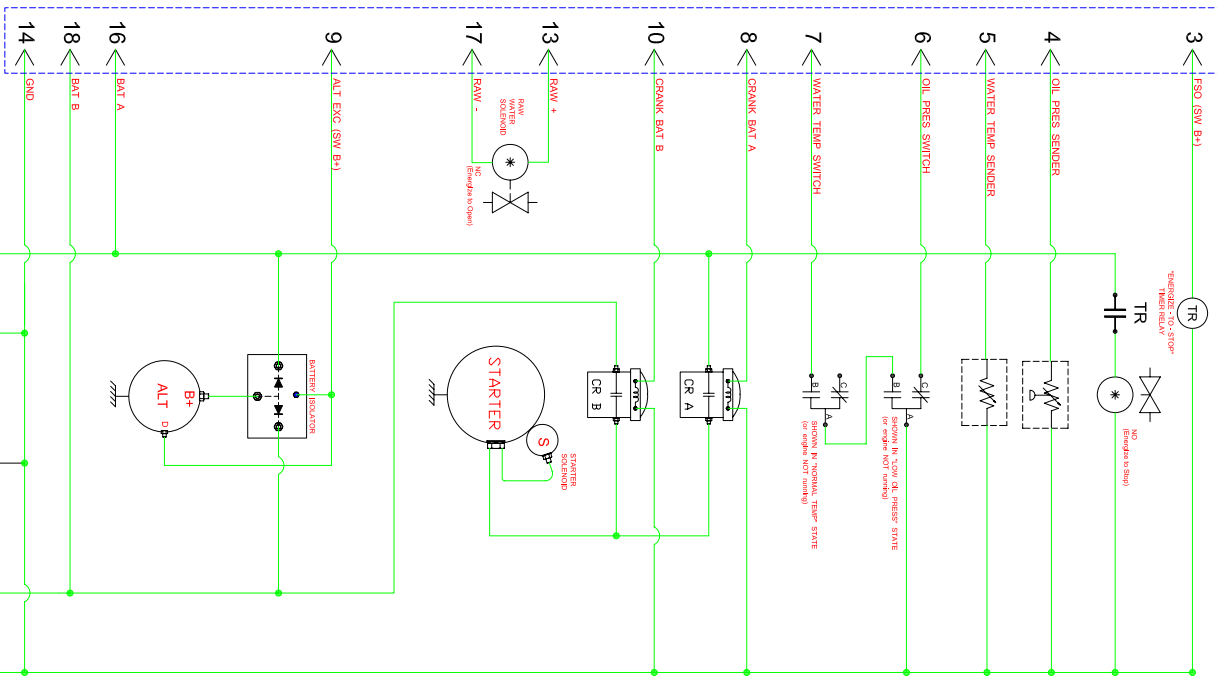 14
18
16
9
17
13
10
8
7
6
5
4
3
GND
BAT B
BAT A
ALT EXC (SW B+)
RAW -
RAW +
CRANK BAT B
CRANK BAT A
WATER TEMP SWITCH
OIL PRES SWITCH
WATER TEMP SENDER
OIL PRES SENDER
FSO (SW B+)
RAW
WATER
SOLENOID
NC
(Energize to Open)
"ENERGIZE - TO - STOP"
TIMER RELAY
TR
TR
NO
(Energize to Stop)
BATTERY ISOLATOR
ALT
B+
D
STARTER
S
STARTER
SOLENOID
CR B
CR A
B
C
A
SHOWN IN "NORMAL TEMP" STATE
(or engine NOT running)
B
C
A
SHOWN IN "LOW OIL PRESS" STATE
(or engine NOT running)